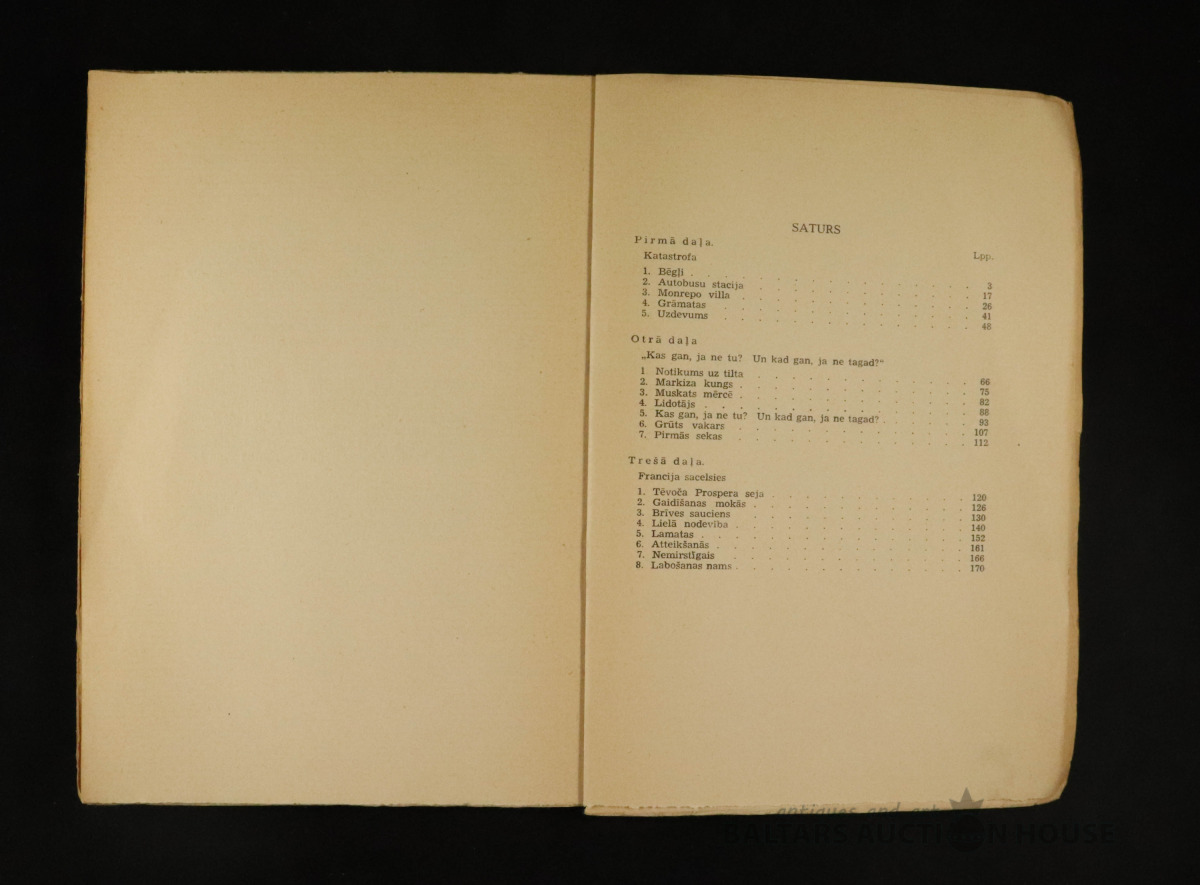 SATURS
Pirmā daļa.
Katastrofa Lpp.
1. Bēgļi . . . . . . . . . . . . . . . 3
2. Autobusu stacija . . . . . . . . . . . . 17
3. Monrepo villa . . . . . . . . . . . . . 26
4. Grāmatas . . . . . . . . . . . . . . 41
5. Uzdevums . . . . . . . . . . . . . . 48
Otrā daļa
„Kas gan, ja ne tu? Un kad gan, ja ne tagad?“
1 Notikums uz tilta . . . . . . . . . . . . 66
2. Markiza kungs . . . . . . . . . . . . . 75
3. Muskats mērcē . . . . . . . . . . . . . 82
4. Lidotājs . . . . . . . . . . . . . . . 88
5. Kas gan, ja ne tu? Un kad gan, ja ne tagad? . . . . 93
6. Grūts vakars . . . . . . . . . . . . . 107
7. Pirmās sekas . . . . . . . . . . . . . 112
Trešā daļa.
Francija sacelsies
1. Tēvoča Prospera seja . . . . . . . . . . . 120
2. Gaidīšanas mokās . . . . . . . . . . . . 126
3. Brīves sauciens . . . . . . . . . . . . 130
4. Lielā nodevība . . . . . . . . . . . . . 140
5. Lamatas . . . . . . . . . . . . . . . 152
6. Atteikšanās . . . . . . . . . . . . . . 161
7. Nemirstīgais . . . . . . . . . . . . . 166
8. Labošanas nams . . . . . . . . . . . . . 170
antiques and art
BALTARS AUCTION HOUSE